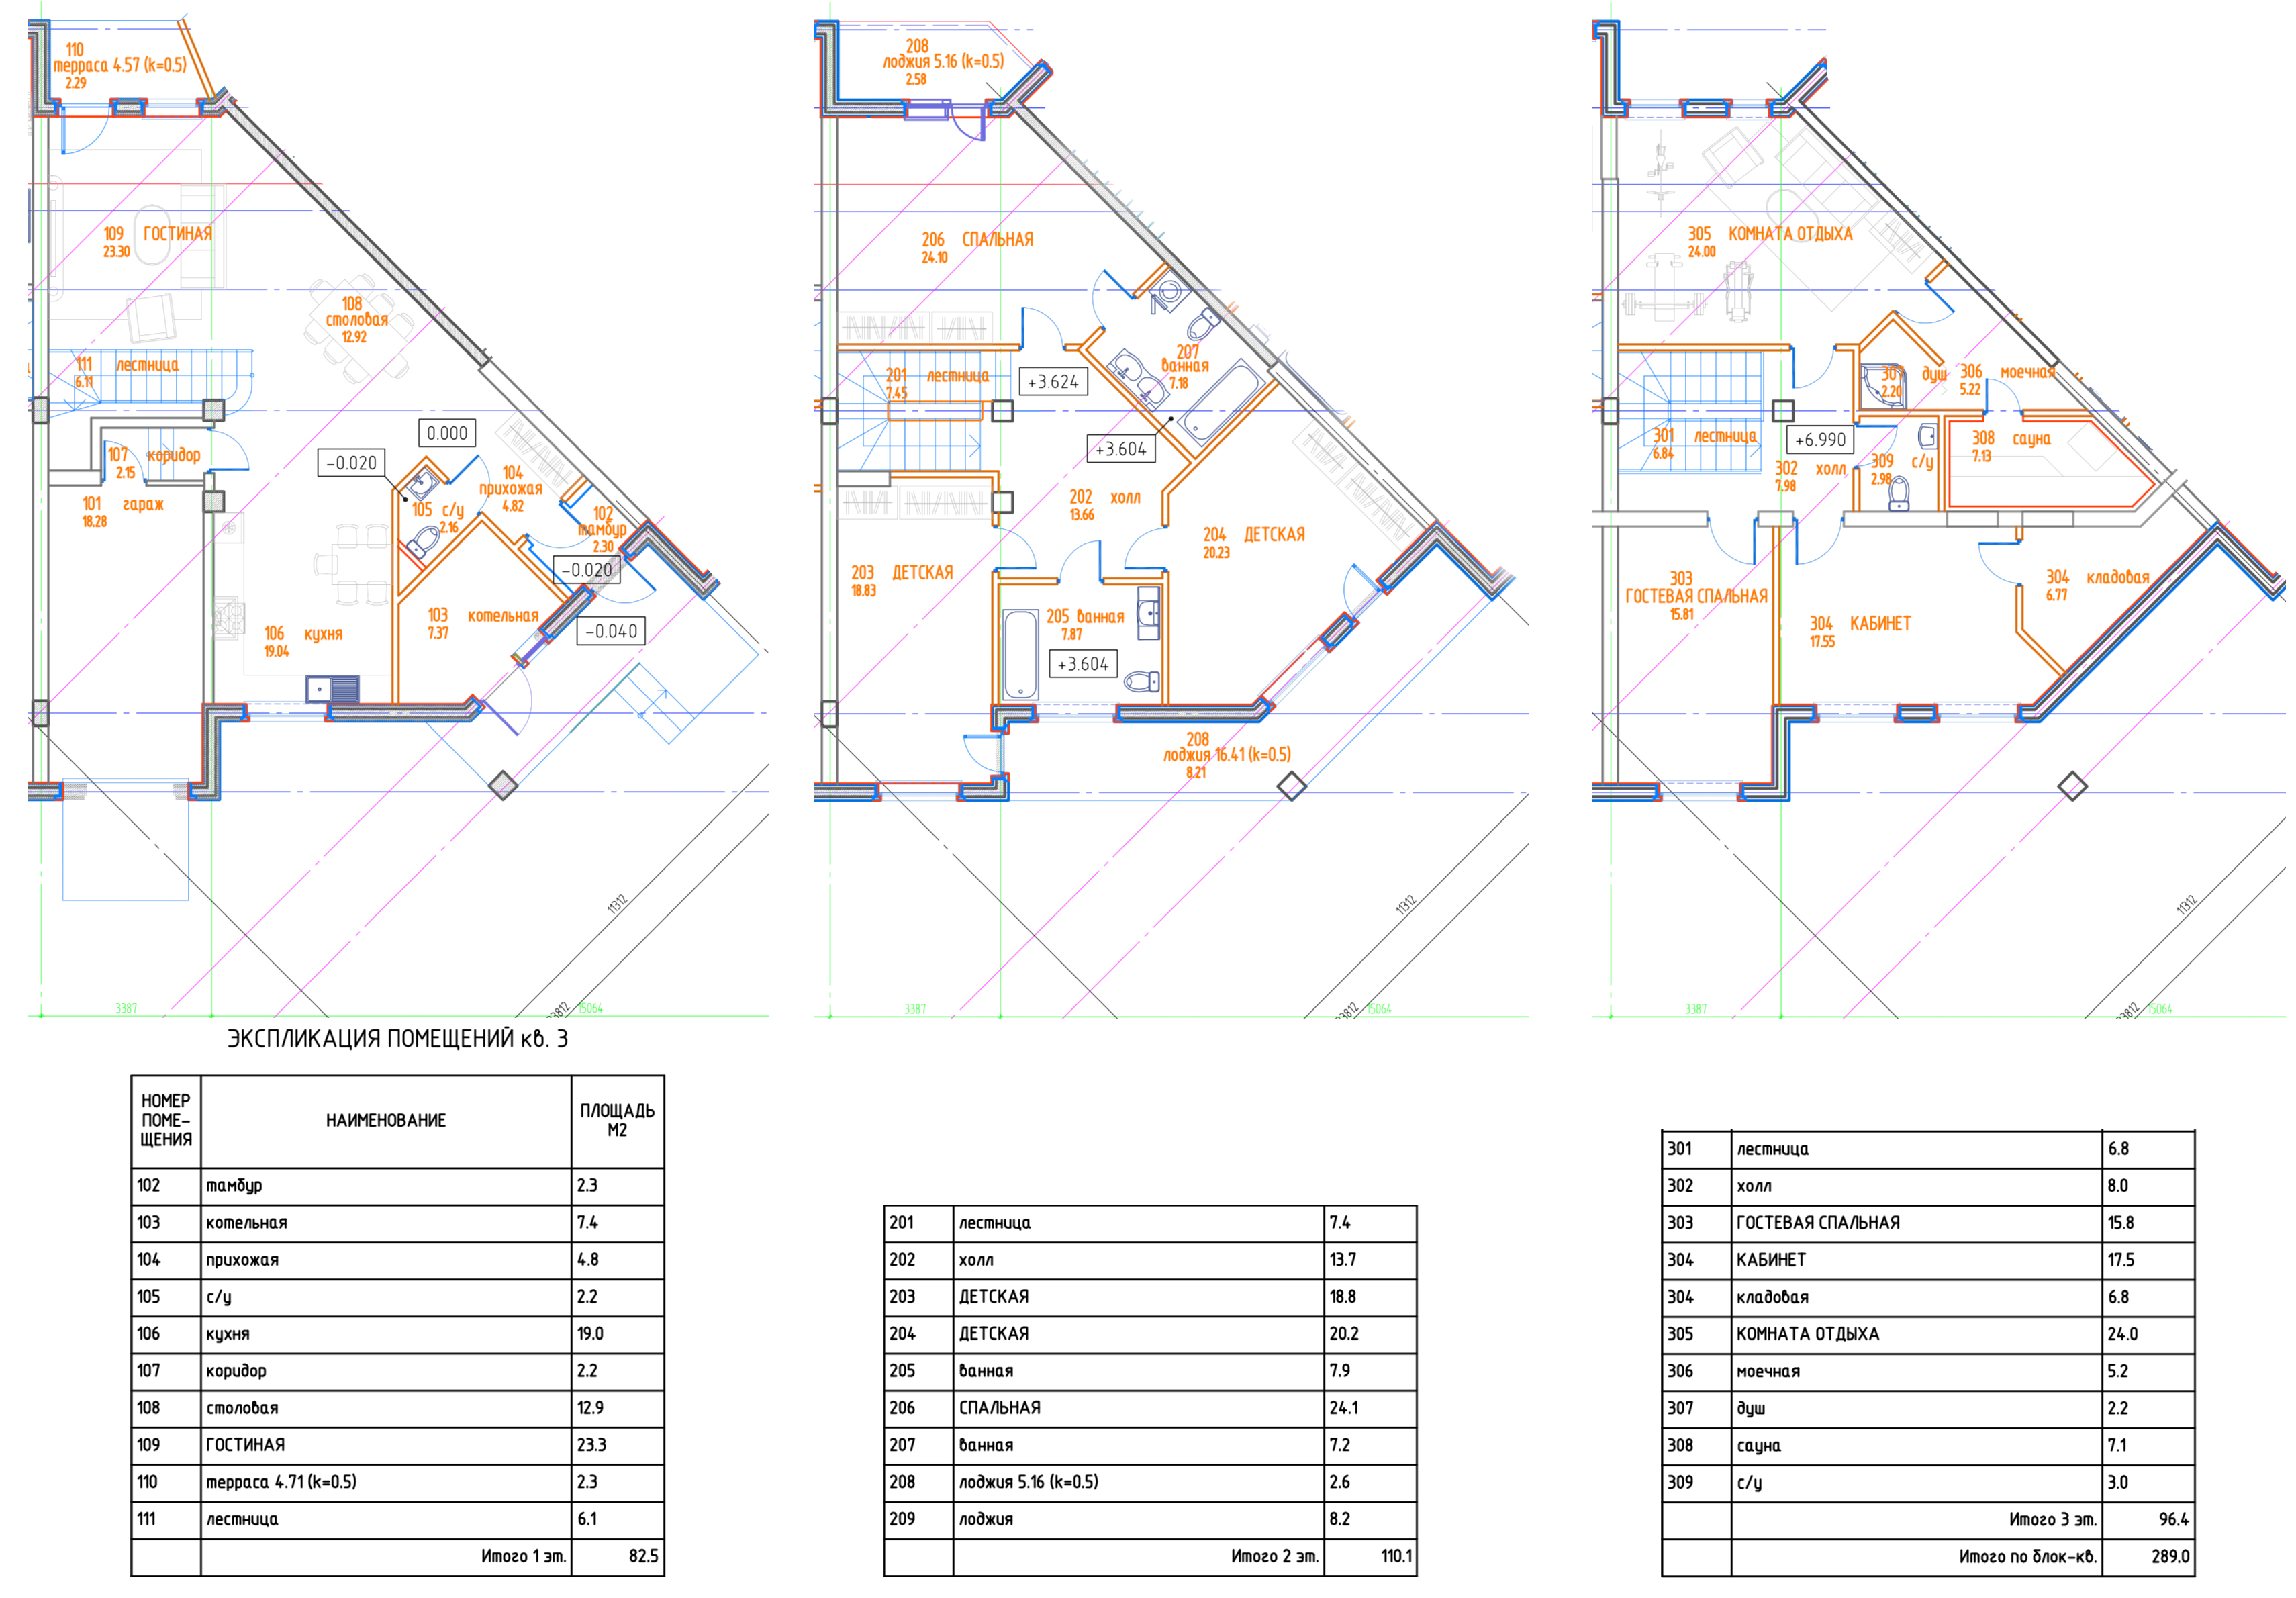 110
терраса 4.57 (k=0.5)
2.29
109 ГОСТИНАЯ
23.30
108
столовая
12.92
111 лестница
6.11
0.000
-0.020
107 коридор
2.15
104
прихожая
4.82
101 гараж
18.28
105 с/у
2.16
102
тамбур
2.30
-0.020
103 котельная
7.37
-0.040
106 кухня
19.04
11312
3387
15064
208
лоджия 5.16 (k=0.5)
2.58
206 СПАЛЬНАЯ
24.10
207
ванная
7.18
201 лестница
7.45
+3.624
+3.604
202 холл
13.66
204 ДЕТСКАЯ
20.23
203 ДЕТСКАЯ
18.83
205 ванная
7.87
+3.604
208
лоджия 16.41 (k=0.5)
8.21
11312
3387
15064
305 КОМНАТА ОТДЫХА
24.00
душ
2.20
306 моечная
5.22
301 лестница
6.84
+6.990
308 сауна
7.13
302 холл
7.98
309 с/у
2.98
303
ГОСТЕВАЯ СПАЛЬНАЯ
15.81
304 кладовая
6.77
304 КАБИНЕТ
17.55
11312
3387
15064
ЭКСПЛИКАЦИЯ ПОМЕЩЕНИЙ кв. 3
НОМЕР
ПОМЕ-
ЩЕНИЯ
НАИМЕНОВАНИЕ
ПЛОЩАДЬ
М2
102 тамбур 2.3
103 котельная 7.4
104 прихожая 4.8
105 с/у 2.2
106 кухня 19.0
107 коридор 2.2
108 столовая 12.9
109 ГОСТИНАЯ 23.3
110 терраса 4.71 (k=0.5) 2.3
111 лестница 6.1
Итого 1 эт. 82.5
201 лестница 7.4
202 холл 13.7
203 ДЕТСКАЯ 18.8
204 ДЕТСКАЯ 20.2
205 ванная 7.9
206 СПАЛЬНАЯ 24.1
207 ванная 7.2
208 лоджия 5.16 (k=0.5) 2.6
209 лоджия 8.2
Итого 2 эт. 110.1
301 лестница 6.8
302 холл 8.0
303 ГОСТЕВАЯ СПАЛЬНАЯ 15.8
304 КАБИНЕТ 17.5
304 кладовая 6.8
305 КОМНАТА ОТДЫХА 24.0
306 моечная 5.2
307 душ 2.2
308 сауна 7.1
309 с/у 3.0
Итого 3 эт. 96.4
Итого по блок-кв. 289.0